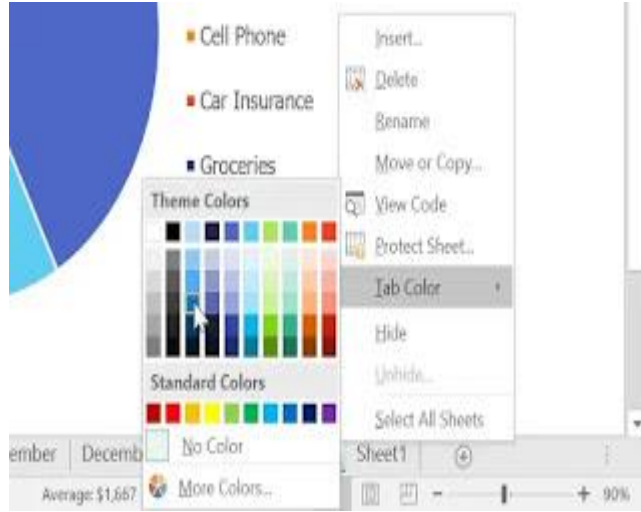 Cell Phone
Car Insurance
Groceries
Insert...
Delete
Rename
Move or Copy...
View Code
Protect Sheet...
Tab Color
Hide
Unhide...
Select All Sheets
Theme Colors
Standard Colors
No Color
More Colors...
ember Decemb Sheet1
Average: $1,667 90%